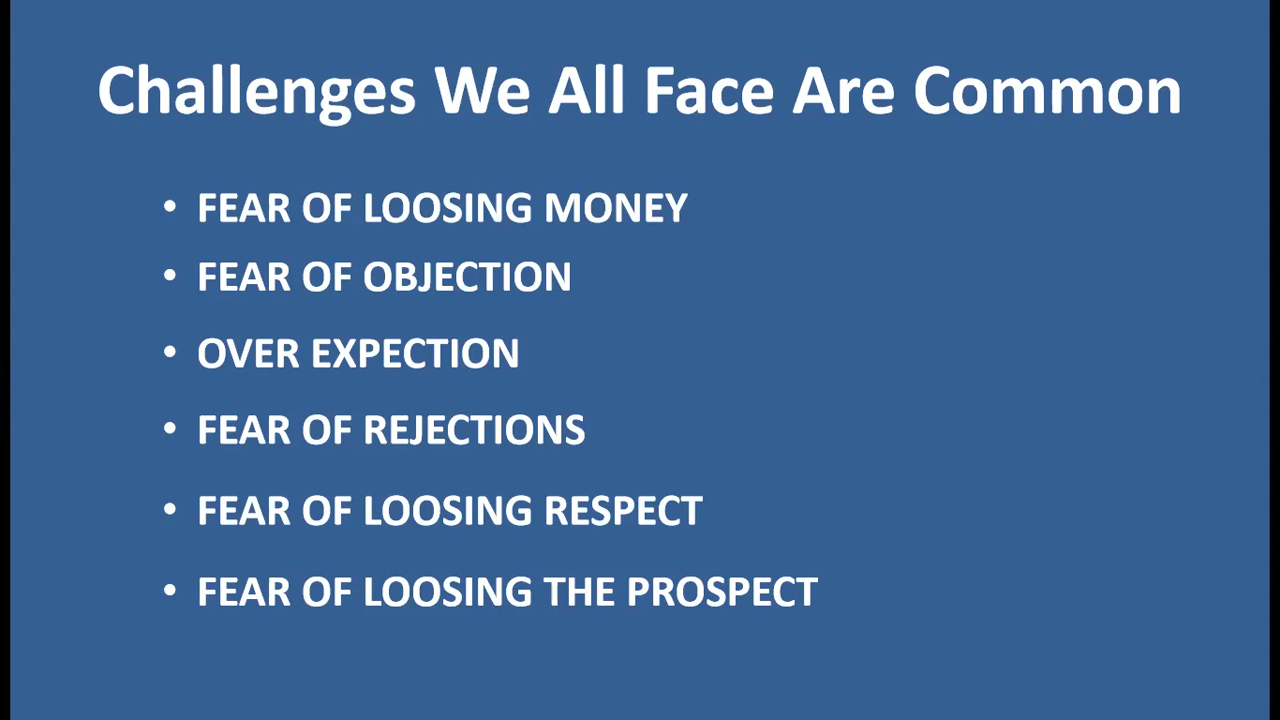 Challenges We All Face Are Common
• FEAR OF LOOSING MONEY
• FEAR OF OBJECTION
• OVER EXPECTION
• FEAR OF REJECTIONS
• FEAR OF LOOSING RESPECT
• FEAR OF LOOSING THE PROSPECT